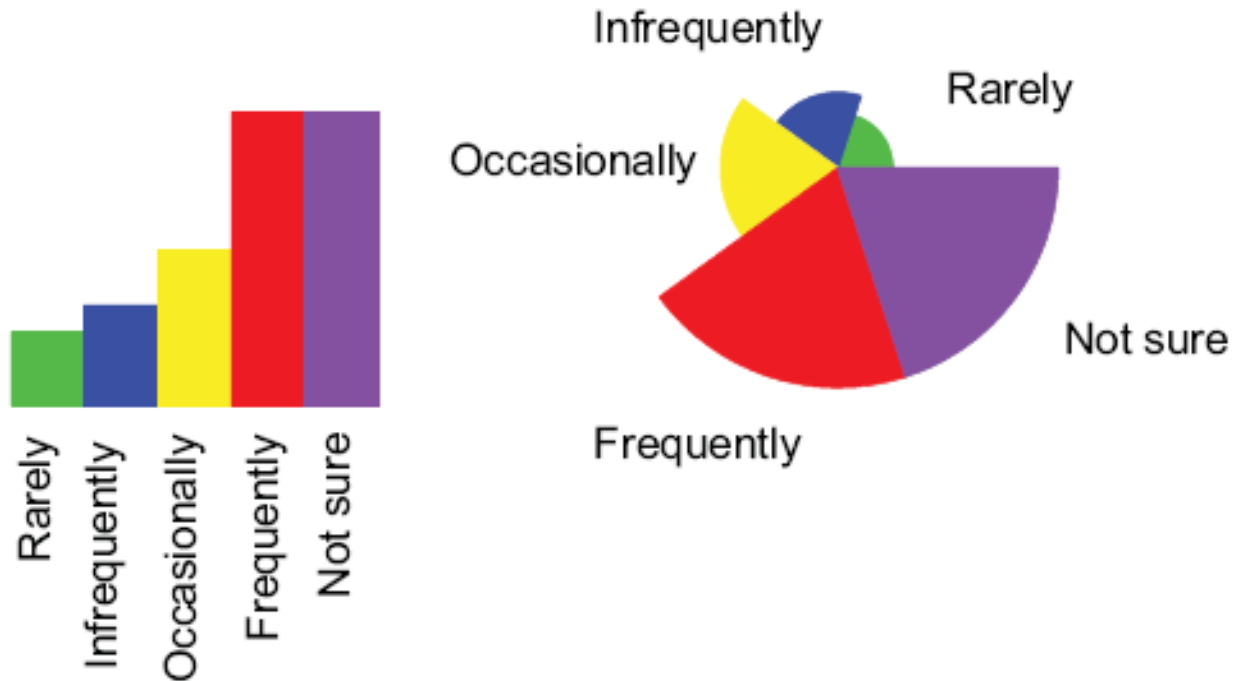 Rarely
Infrequently
Occasionally
Frequently
Not sure
Infrequently
Rarely
Occasionally
Not sure
Frequently